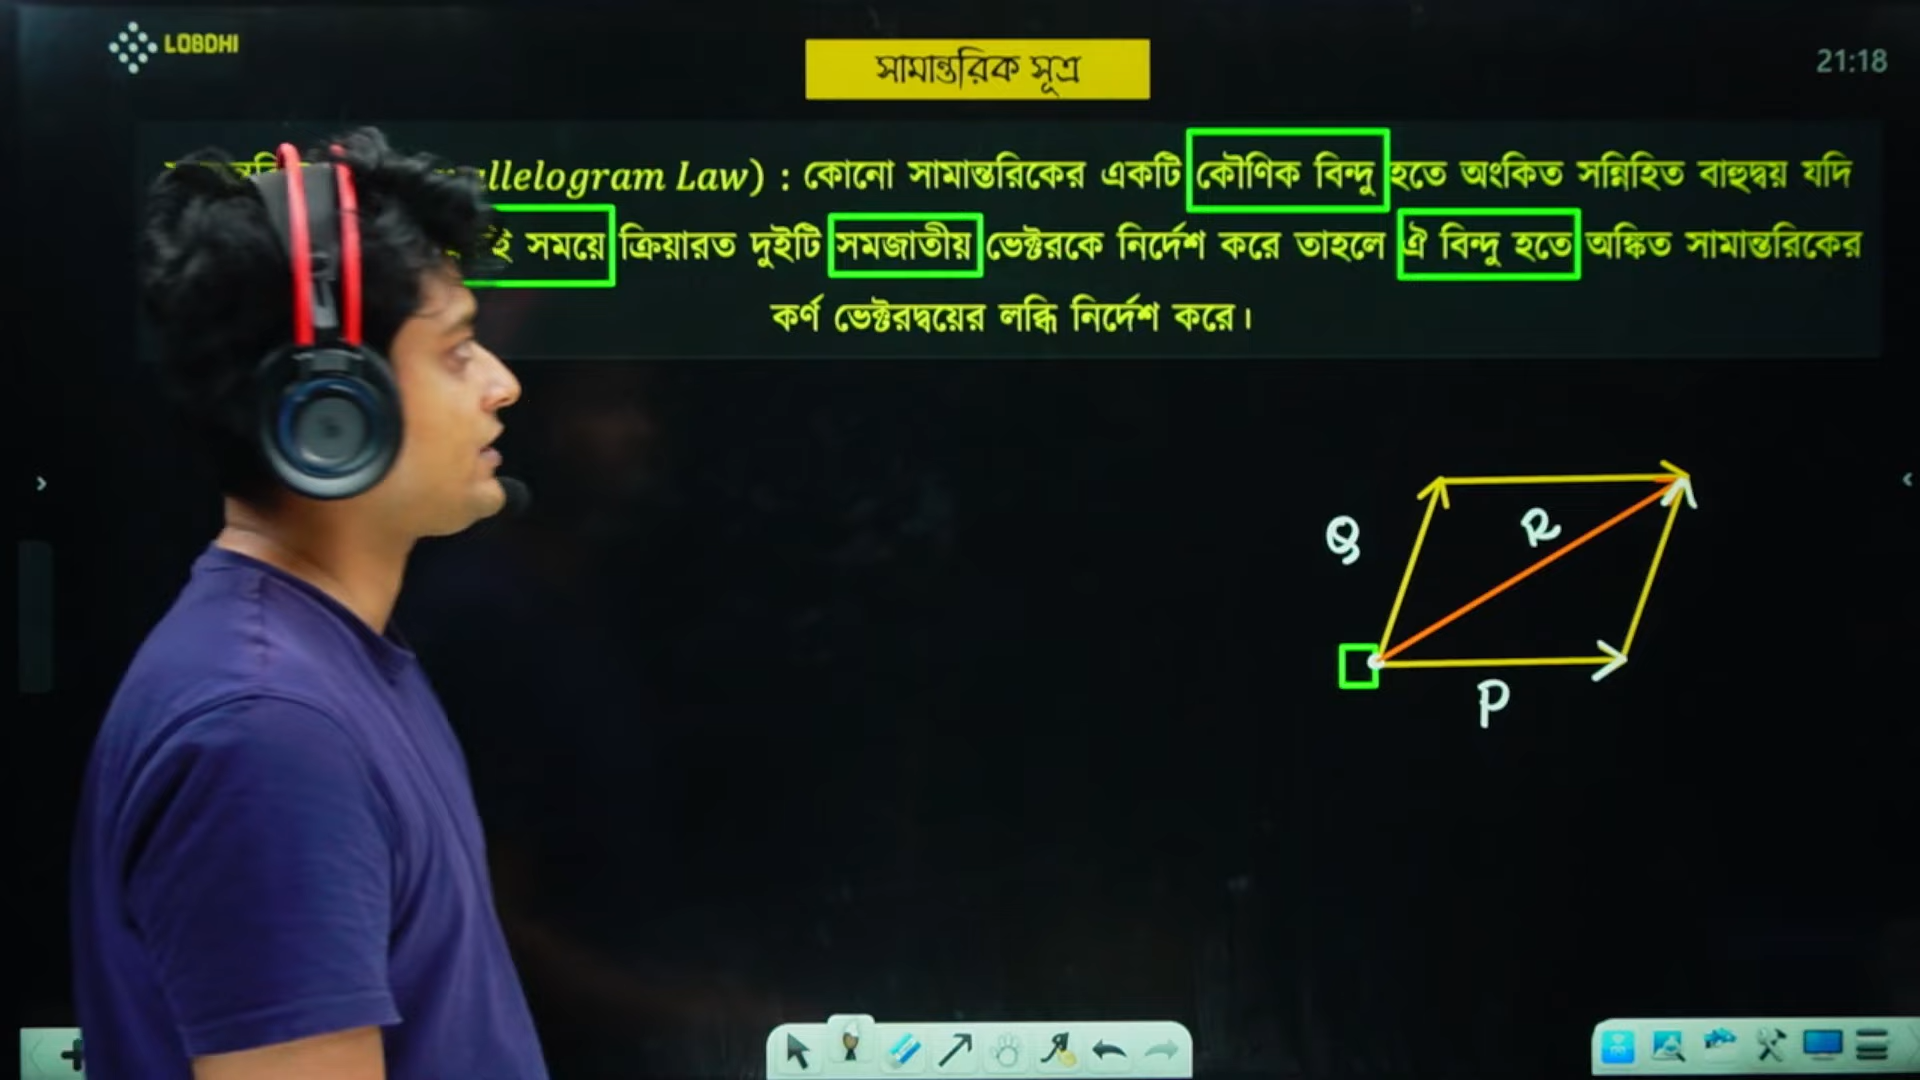 LOBDHI
সামান্তরিক সূত্র
21:18
allelogram Law) : কোনো সামান্তরিকের একটি কৌণিক বিন্দু হতে অংকিত সন্নিহিত বাহুদ্বয় যদি
ই সময়ে ক্রিয়ারত দুইটি সমজাতীয় ভেক্টরকে নির্দেশ করে তাহলে ঐ বিন্দু হতে অঙ্কিত সামান্তরিকের
কর্ণ ভেক্টরদ্বয়ের লব্ধি নির্দেশ করে।
Q
R
P